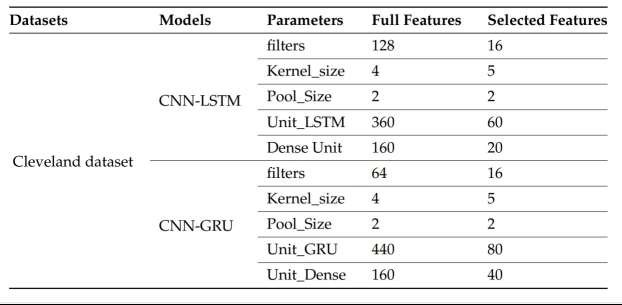 Datasets Models Parameters Full Features Selected Features
filters 128 16
Kernel_size 4 5
CNN-LSTM
Pool_Size 2 2
Unit_LSTM 360 60
Dense Unit 160 20
Cleveland dataset
filters 64 16
Kernel_size 4 5
CNN-GRU
Pool_Size 2 2
Unit_GRU 440 80
Unit_Dense 160 40